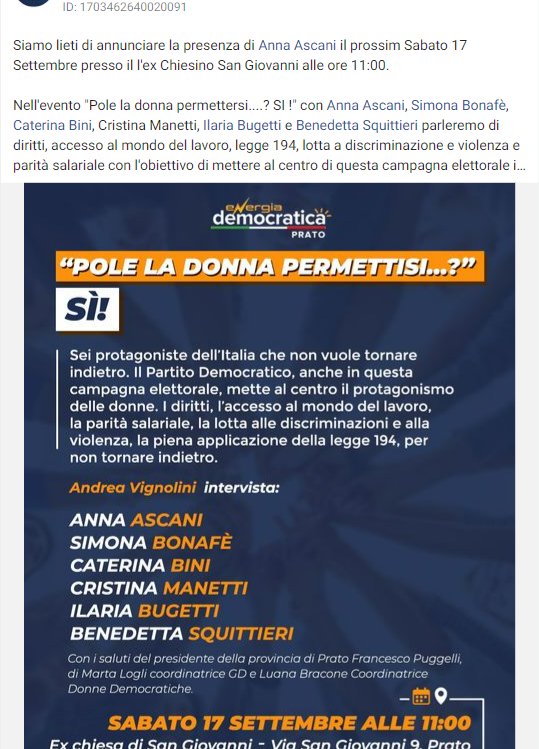 ID: 1703462640020091
Siamo lieti di annunciare la presenza di Anna Ascani il prossim Sabato 17
Settembre presso il l'ex Chiesino San Giovanni alle ore 11:00.
Nell'evento "Pole la donna permettersi....? SI !" con Anna Ascani, Simona Bonafè,
Caterina Bini, Cristina Manetti, Ilaria Bugetti e Benedetta Squittieri parleremo di
diritti, accesso al mondo del lavoro, legge 194, lotta a discriminazione e violenza e
parità salariale con l'obiettivo di mettere al centro di questa campagna elettorale i...
eNergia
democratica
PRATO
“POLE LA DONNA PERMETTISI...?”
SÌ!
Sei protagoniste dell'Italia che non vuole tornare
indietro. Il Partito Democratico, anche in questa
campagna elettorale, mette al centro il protagonismo
delle donne. I diritti, l'accesso al mondo del lavoro,
la parità salariale, la lotta alle discriminazioni e alla
violenza, la piena applicazione della legge 194, per
non tornare indietro.
Andrea Vignolini intervista:
ANNA ASCANI
SIMONA BONAFÈ
CATERINA BINI
CRISTINA MANETTI
ILARIA BUGETTI
BENEDETTA SQUITTIERI
Con i saluti del presidente della provincia di Prato Francesco Puggelli,
di Marta Logli coordinatrice GD e Luana Bracone Coordinatrice
Donne Democratiche.
SABATO 17 SETTEMBRE ALLE 11:00
Ex chiesa di San Giovanni - Via San Giovanni 9, Prato